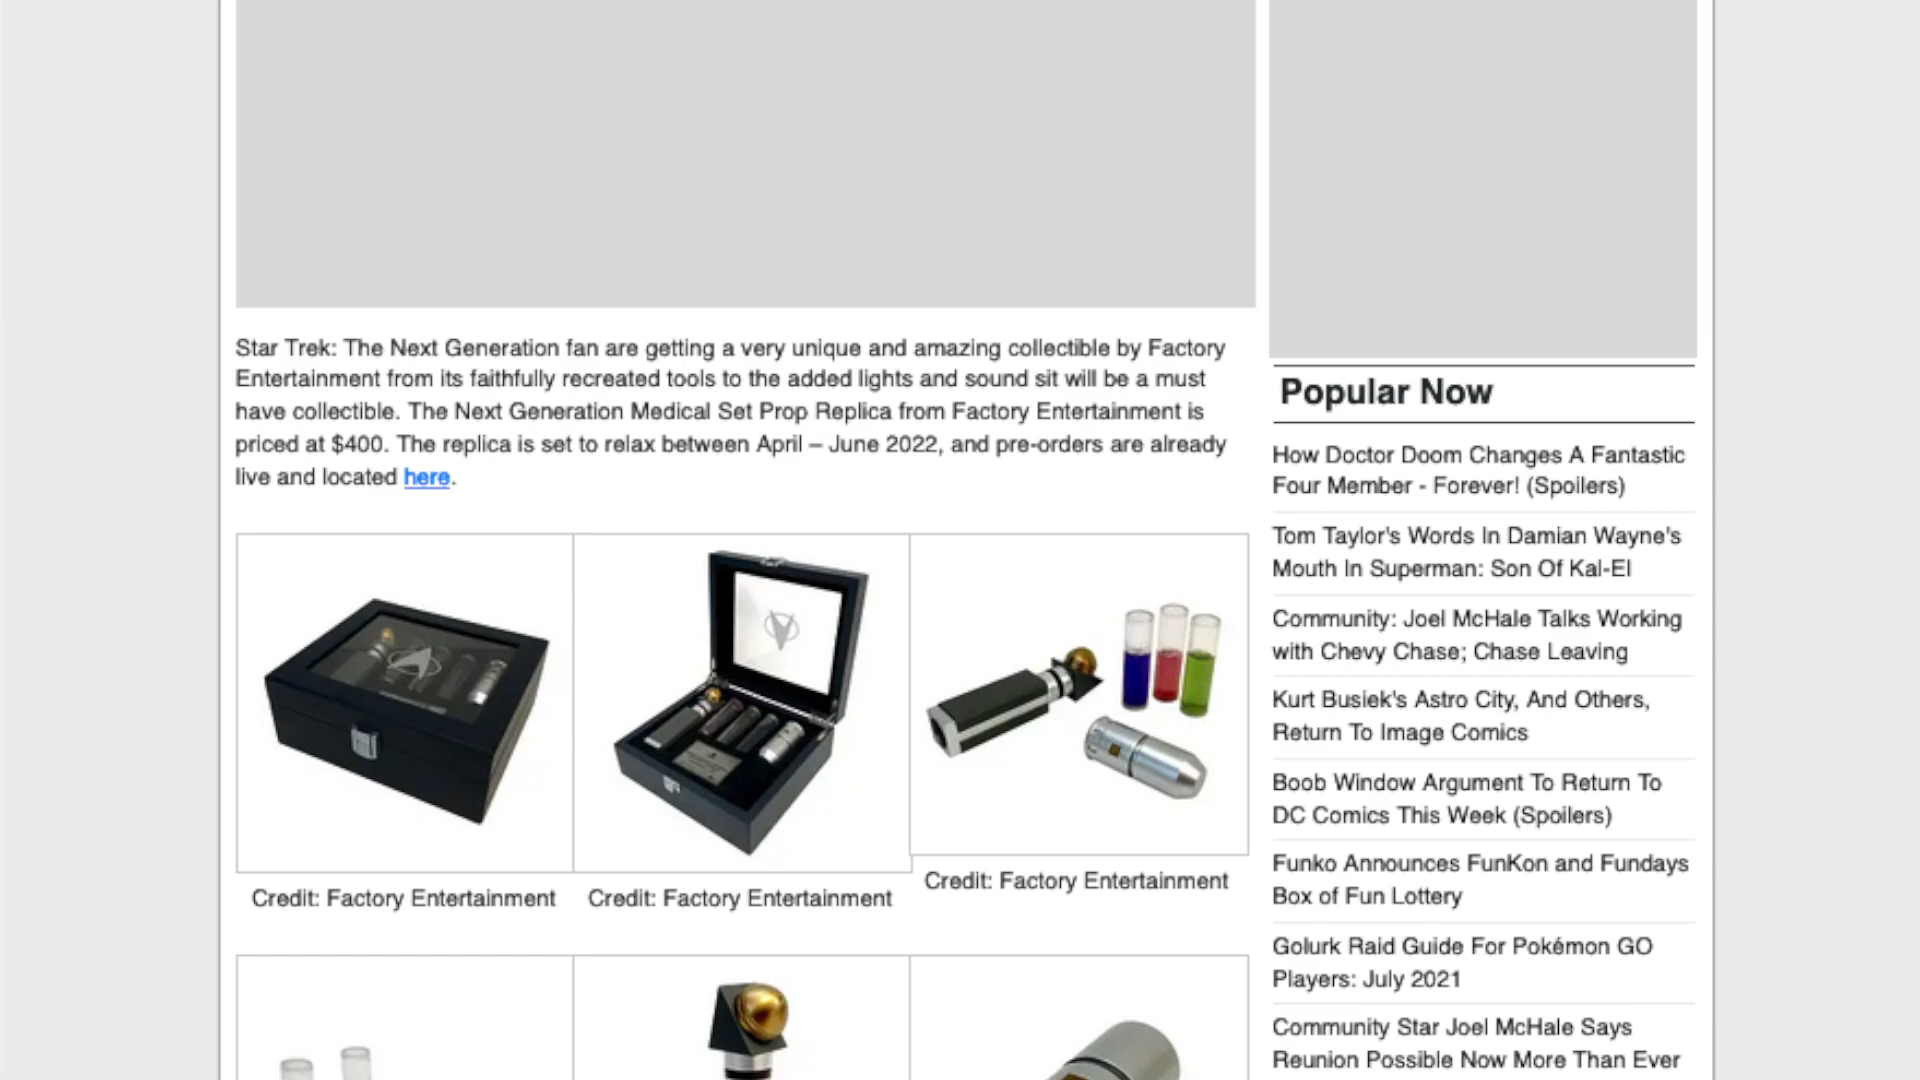 Star Trek: The Next Generation fan are getting a very unique and amazing collectible by Factory
Entertainment from its faithfully recreated tools to the added lights and sound sit will be a must
have collectible. The Next Generation Medical Set Prop Replica from Factory Entertainment is
priced at $400. The replica is set to relax between April – June 2022, and pre-orders are already
live and located here.
Credit: Factory Entertainment
Credit: Factory Entertainment
Credit: Factory Entertainment
Popular Now
How Doctor Doom Changes A Fantastic
Four Member - Forever! (Spoilers)
Tom Taylor's Words In Damian Wayne's
Mouth In Superman: Son Of Kal-El
Community: Joel McHale Talks Working
with Chevy Chase; Chase Leaving
Kurt Busiek's Astro City, And Others,
Return To Image Comics
Boob Window Argument To Return To
DC Comics This Week (Spoilers)
Funko Announces FunKon and Fundays
Box of Fun Lottery
Golurk Raid Guide For Pokémon GO
Players: July 2021
Community Star Joel McHale Says
Reunion Possible Now More Than Ever